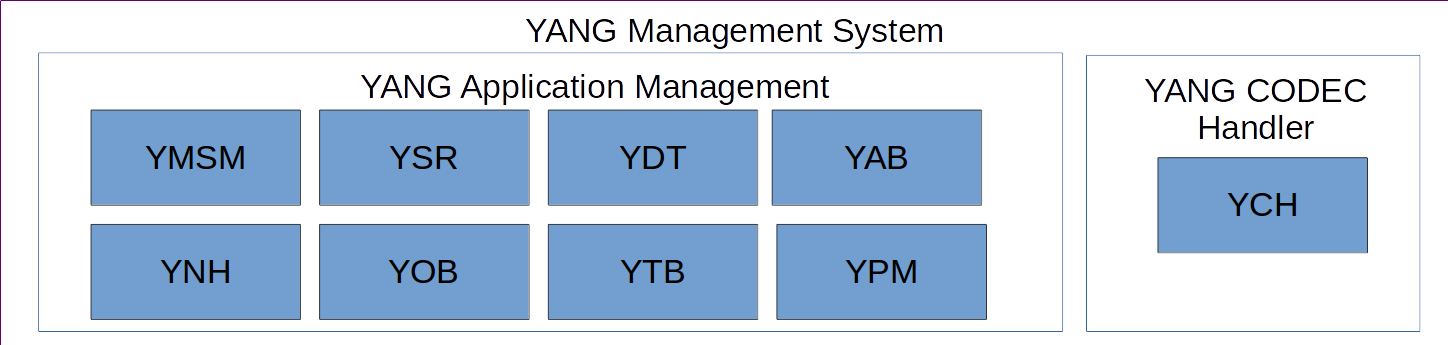 YANG Management System
YANG Application Management
YMSM YSR YDT YAB
YNH YOB YTB YPM
YANG CODEC
Handler
YCH